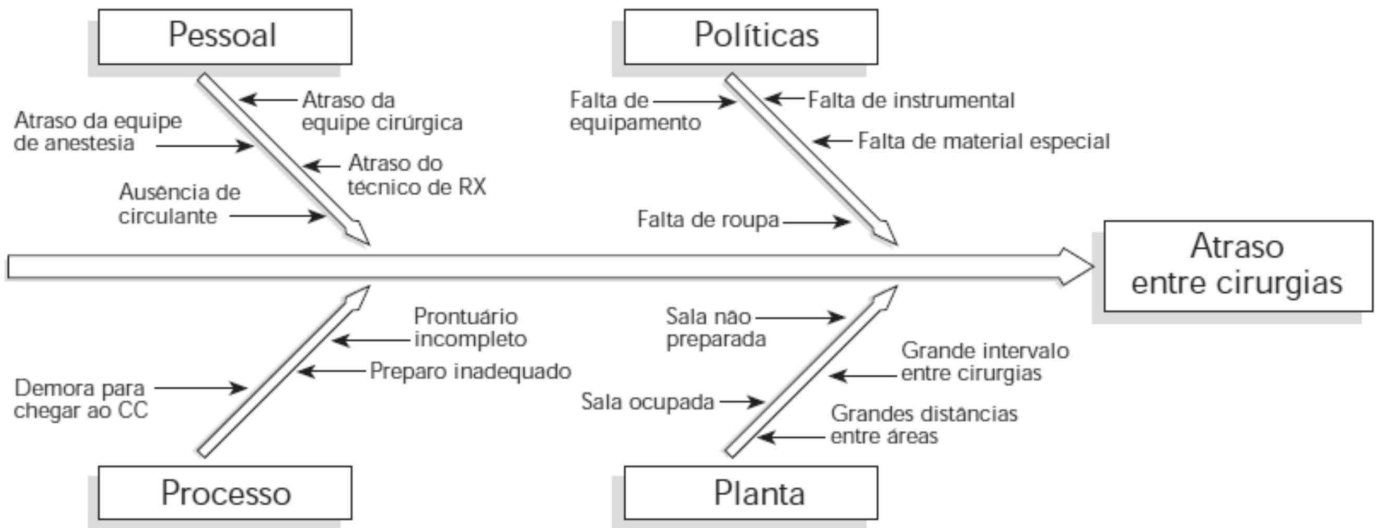 Pessoal
Políticas
Atraso da
equipe cirúrgica
Atraso da equipe
de anestesia
Atraso do
técnico de RX
Ausência de
circulante
Falta de
equipamento
Falta de instrumental
Falta de material especial
Falta de roupa
Atraso
entre cirurgias
Prontuário
incompleto
Preparo inadequado
Demora para
chegar ao CC
Sala não
preparada
Grande intervalo
entre cirurgias
Sala ocupada
Grandes distâncias
entre áreas
Processo
Planta